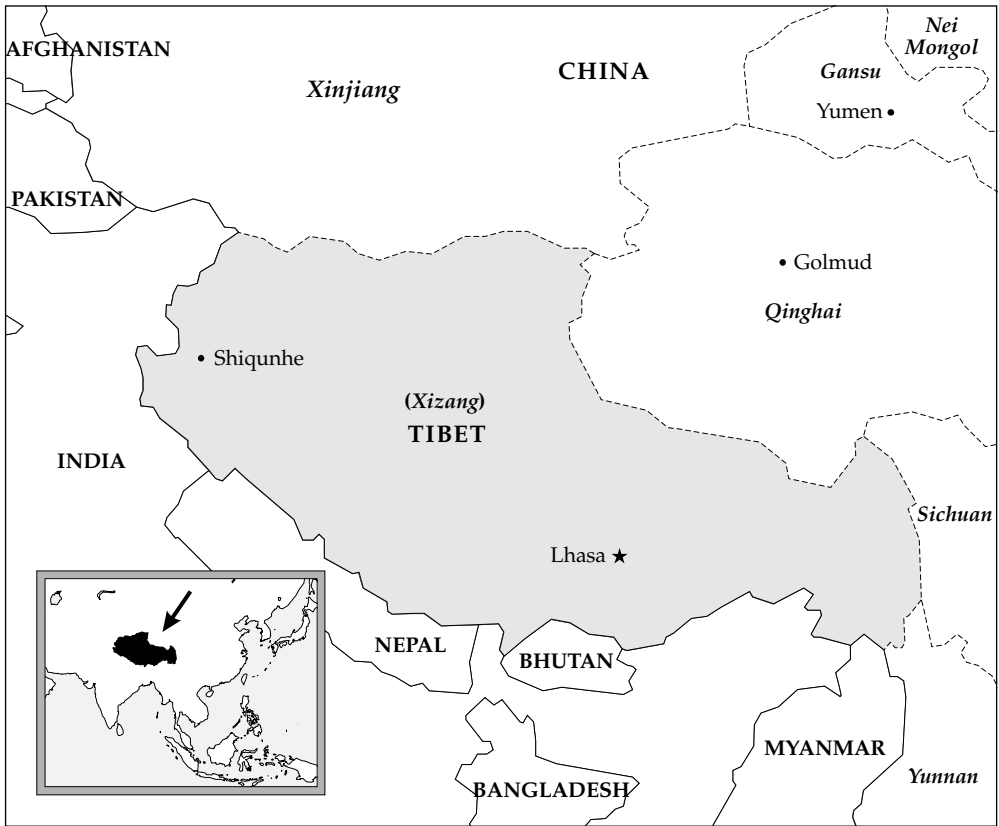 Nei
Mongol
AFGHANISTAN
CHINA
Gansu
Xinjiang
Yumen
PAKISTAN
Golmud
Qinghai
Shiqunhe
(Xizang)
TIBET
INDIA
Sichuan
Lhasa
NEPAL
BHUTAN
MYANMAR
Yunnan
BANGLADESH